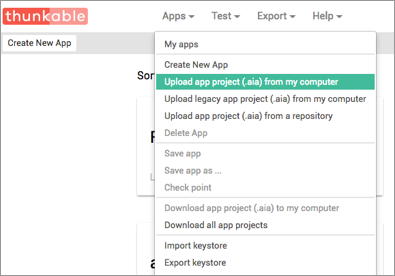 thunkable
Apps Test Export Help
Create New App
My apps
Create New App
Upload app project (.aia) from my computer
Upload legacy app project (.aia) from my computer
Upload app project (.aia) from a repository
Delete App
Save app
Save app as ...
Check point
Download app project (.aia) to my computer
Download all app projects
Import keystore
Export keystore